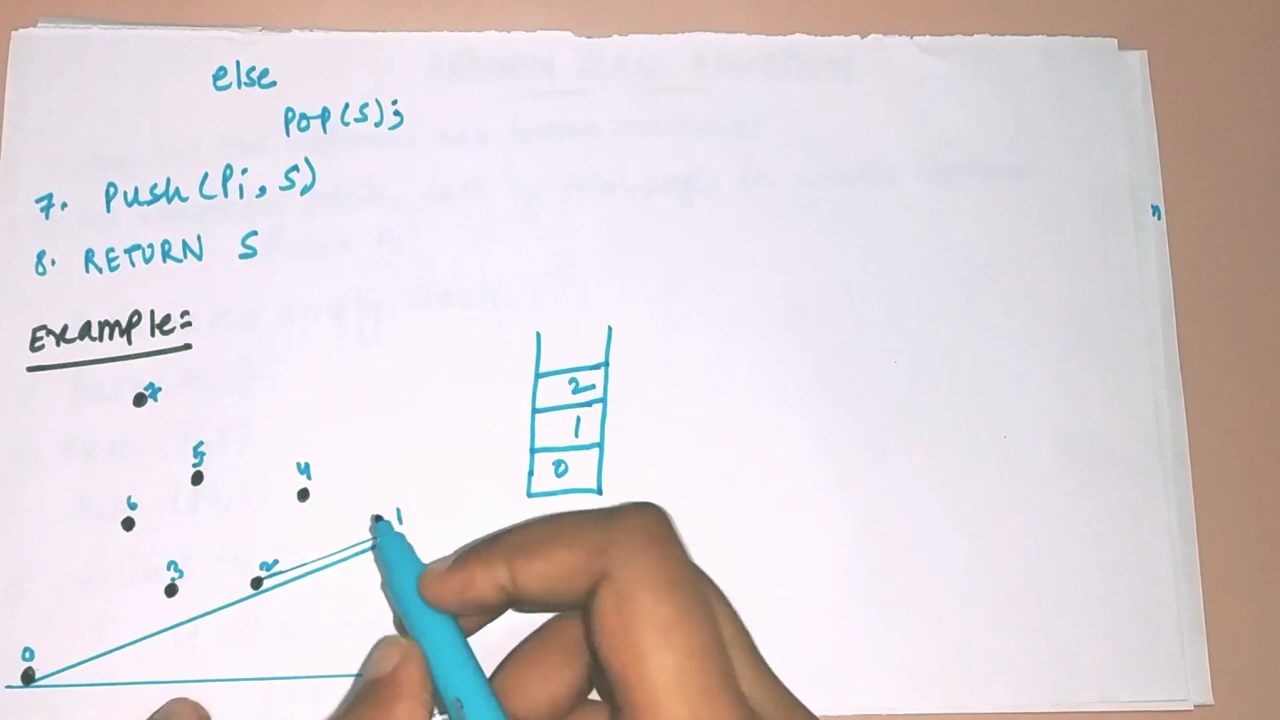 else
pop(S);
7. Push(Pi, S)
8. RETURN S
Example:
7
5
4
6
1
3
2
0
2
1
0